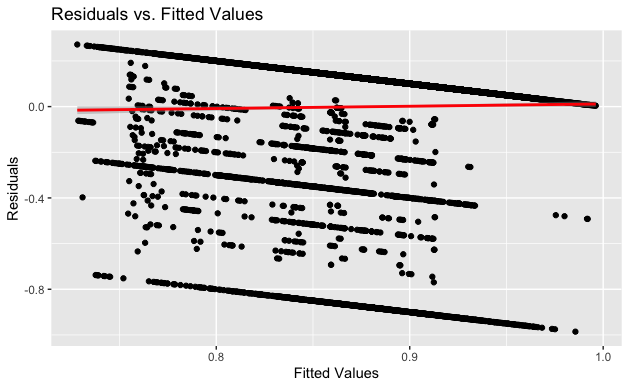 Residuals vs. Fitted Values
0.0
-0.4
-0.8
Residuals
0.8
0.9
1.0
Fitted Values